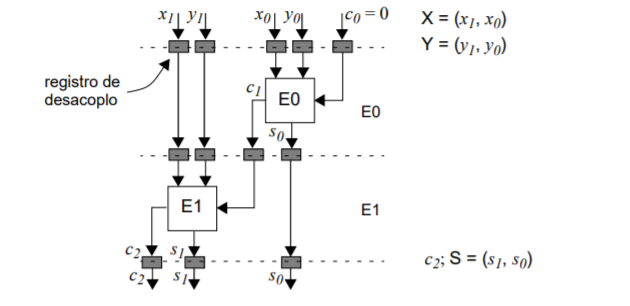 x1 y1 x0 y0 c0 = 0 X = (x1, x0)
Y = (y1, y0)
registro de
desacoplo
c1 E0
E0
s0
E1 E1
c2 s1
c2; S = (s1, s0)
c2 s1 s0